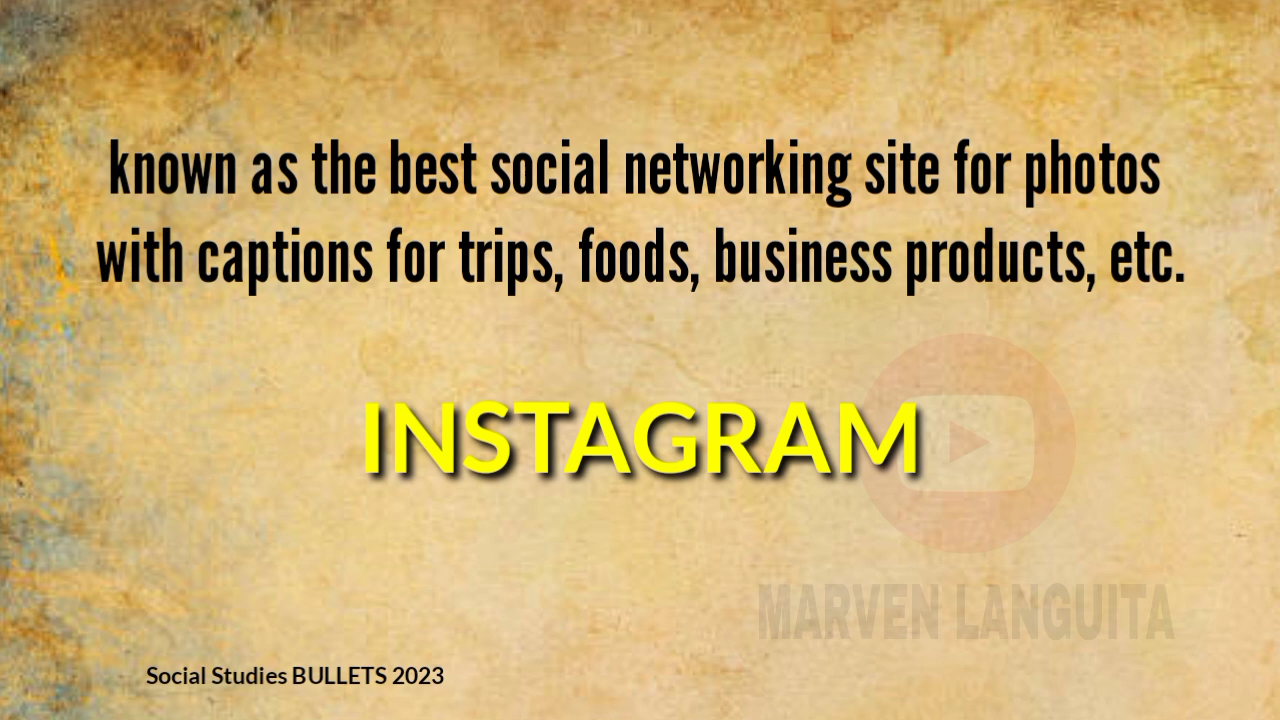 known as the best social networking site for photos
with captions for trips, foods, business products, etc.
INSTAGRAM
MARVEN LANGUITA
Social Studies BULLETS 2023